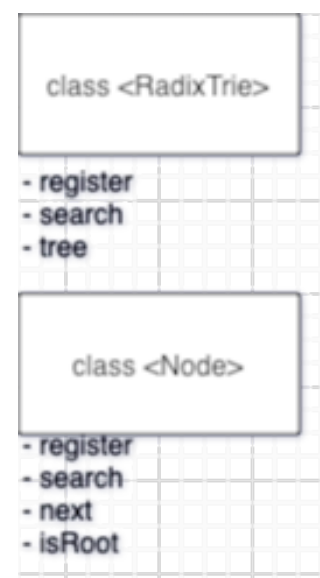 class <RadixTrie>
- register
- search
- tree
class <Node>
- register
- search
- next
- isRoot